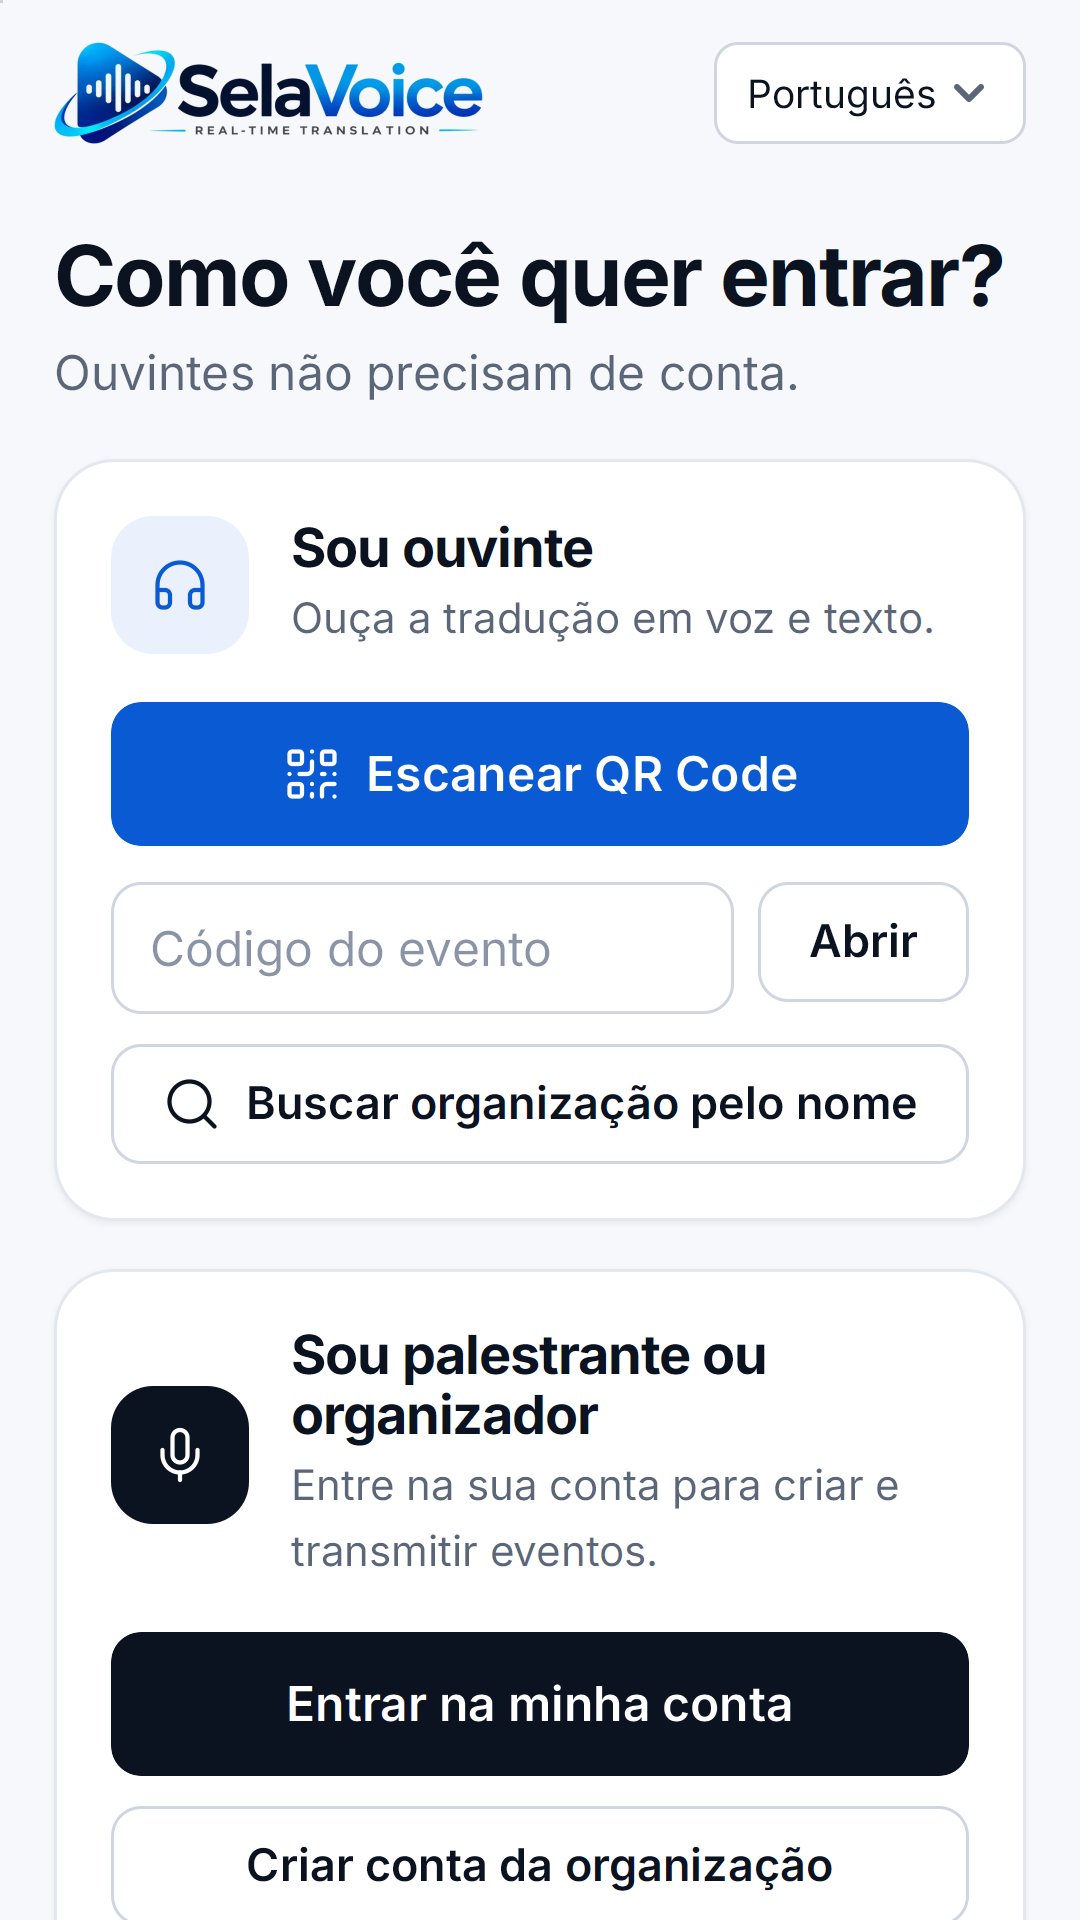 SelaVoice
REAL-TIME TRANSLATION
Português
Como você quer entrar?
Ouvintes não precisam de conta.
Sou ouvinte
Ouça a tradução em voz e texto.
Escanear QR Code
Código do evento
Abrir
Buscar organização pelo nome
Sou palestrante ou
organizador
Entre na sua conta para criar e
transmitir eventos.
Entrar na minha conta
Criar conta da organização